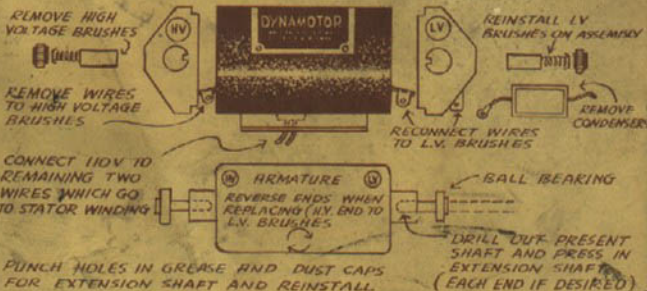 REMOVE HIGH
VOLTAGE BRUSHES
HV
DYNAMOTOR
LV
REINSTALL LV
BRUSHES ON ASSEMBLY
REMOVE WIRES
TO HIGH VOLTAGE
BRUSHES
RECONNECT WIRES
TO L.V. BRUSHES
REMOVE
CONDENSER
CONNECT 110V TO
REMAINING TWO
WIRES WHICH GO
TO STATOR WINDING
HV
ARMATURE
LV
REVERSE ENDS WHEN
REPLACING (H.V. END TO
L.V. BRUSHES
BALL BEARING
DRILL OUT PRESENT
SHAFT AND PRESS IN
EXTENSION SHAFT
(EACH END IF DESIRED)
PUNCH HOLES IN GREASE AND DUST CAPS
FOR EXTENSION SHAFT AND REINSTALL